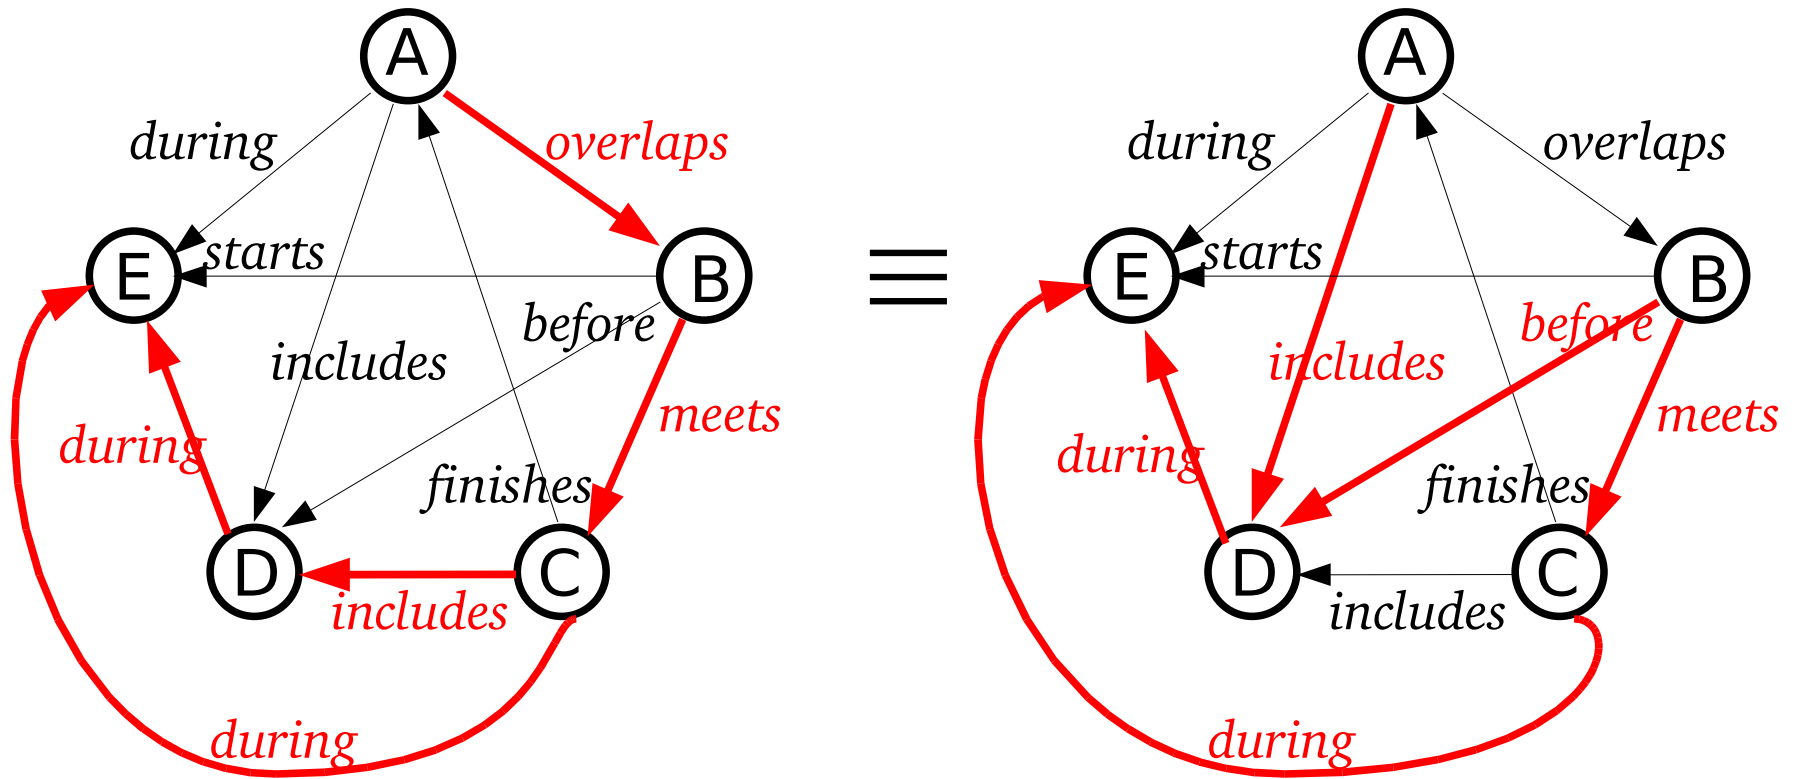 A
during
overlaps
E
starts
B
before
includes
meets
during
finishes
D
C
includes
during
≡
A
during
overlaps
E
starts
B
before
includes
meets
during
finishes
D
C
includes
during